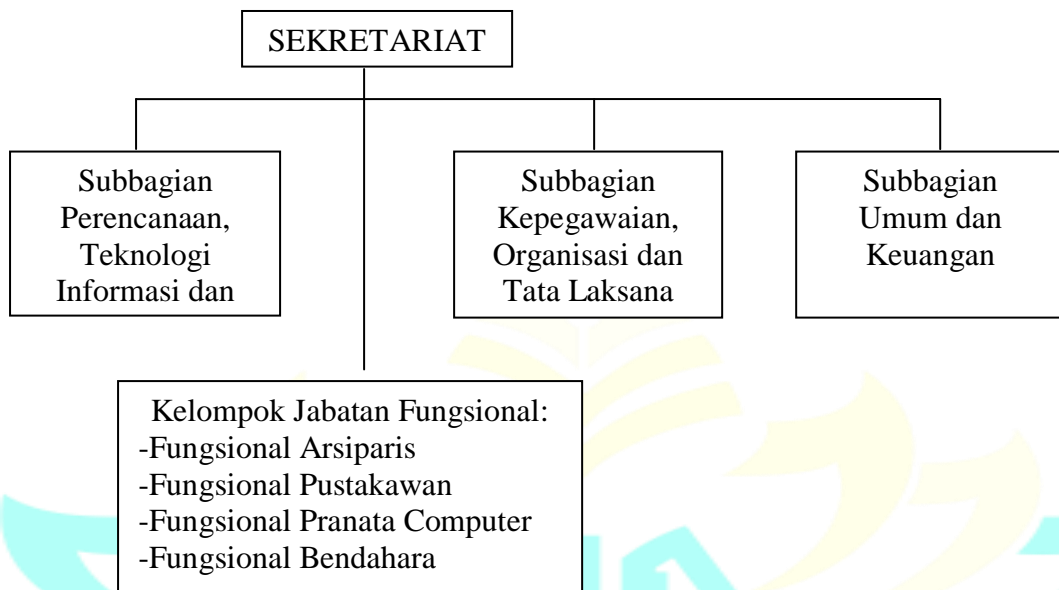 SEKRETARIAT
Subbagian
Perencanaan,
Teknologi
Informasi dan
Subbagian
Kepegawaian,
Organisasi dan
Tata Laksana
Subbagian
Umum dan
Keuangan
Kelompok Jabatan Fungsional:
-Fungsional Arsiparis
-Fungsional Pustakawan
-Fungsional Pranata Computer
-Fungsional Bendahara